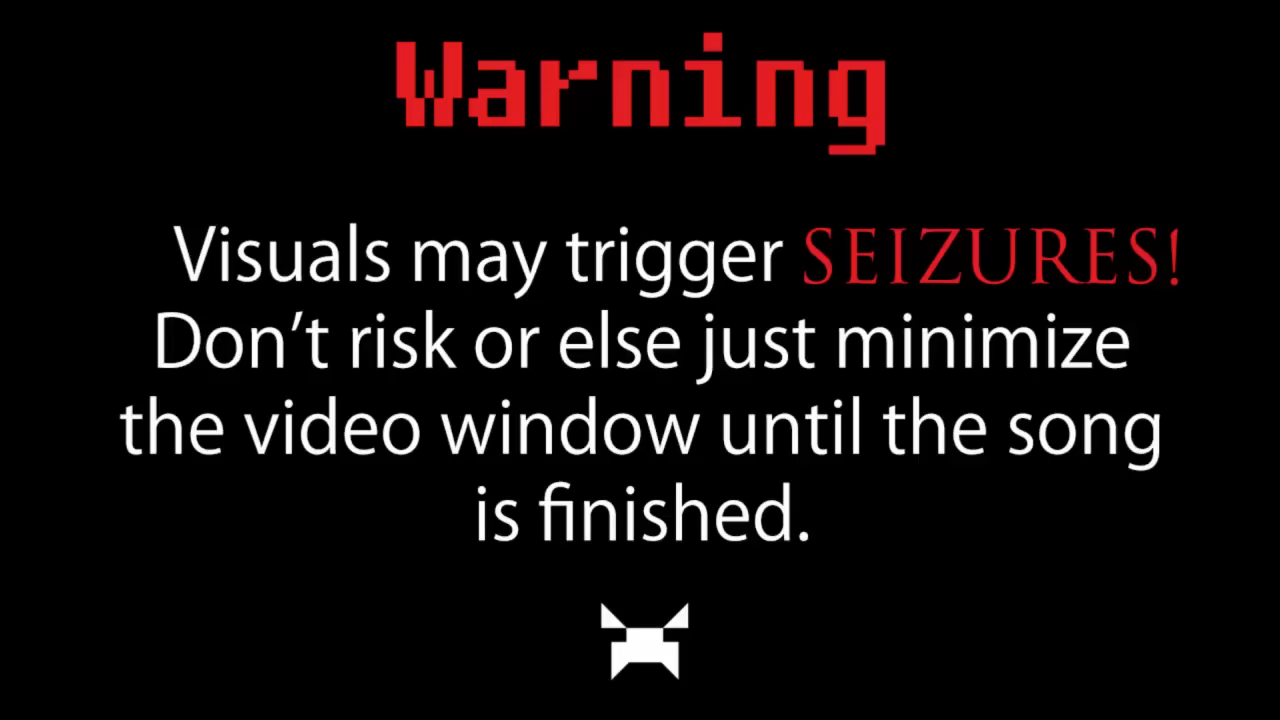 Warning
Visuals may trigger SEIZURES!
Don’t risk or else just minimize
the video window until the song
is finished.